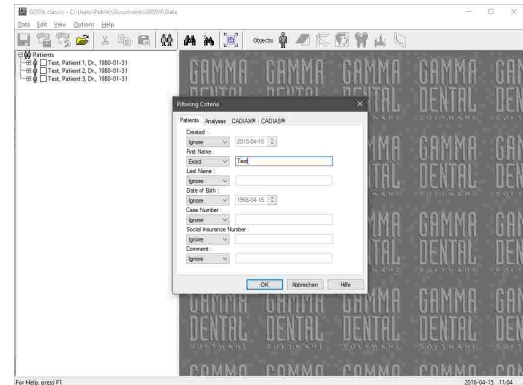 GDSW classic - C:\Users\Public\Documents\GDSW\Data
Data Edit View Options Help
Objects:
Patients
Test, Patient 1, Dr., 1980-01-31
Test, Patient 2, Dr., 1980-01-31
Test, Patient 3, Dr., 1980-01-31
GAMMA DENTAL SOFTWARE
Filtering Criteria
Patients Analyses CADIAX® CADIAS®
Created :
Ignore 2015-04-15
First Name :
Exact Test
Last Name :
Ignore
Date of Birth :
Ignore 1966-04-15
Case Number :
Ignore
Social Insurance Number :
Ignore
Comment :
Ignore
OK Abbrechen Hilfe
For Help, press F1
2016-04-15 11:04